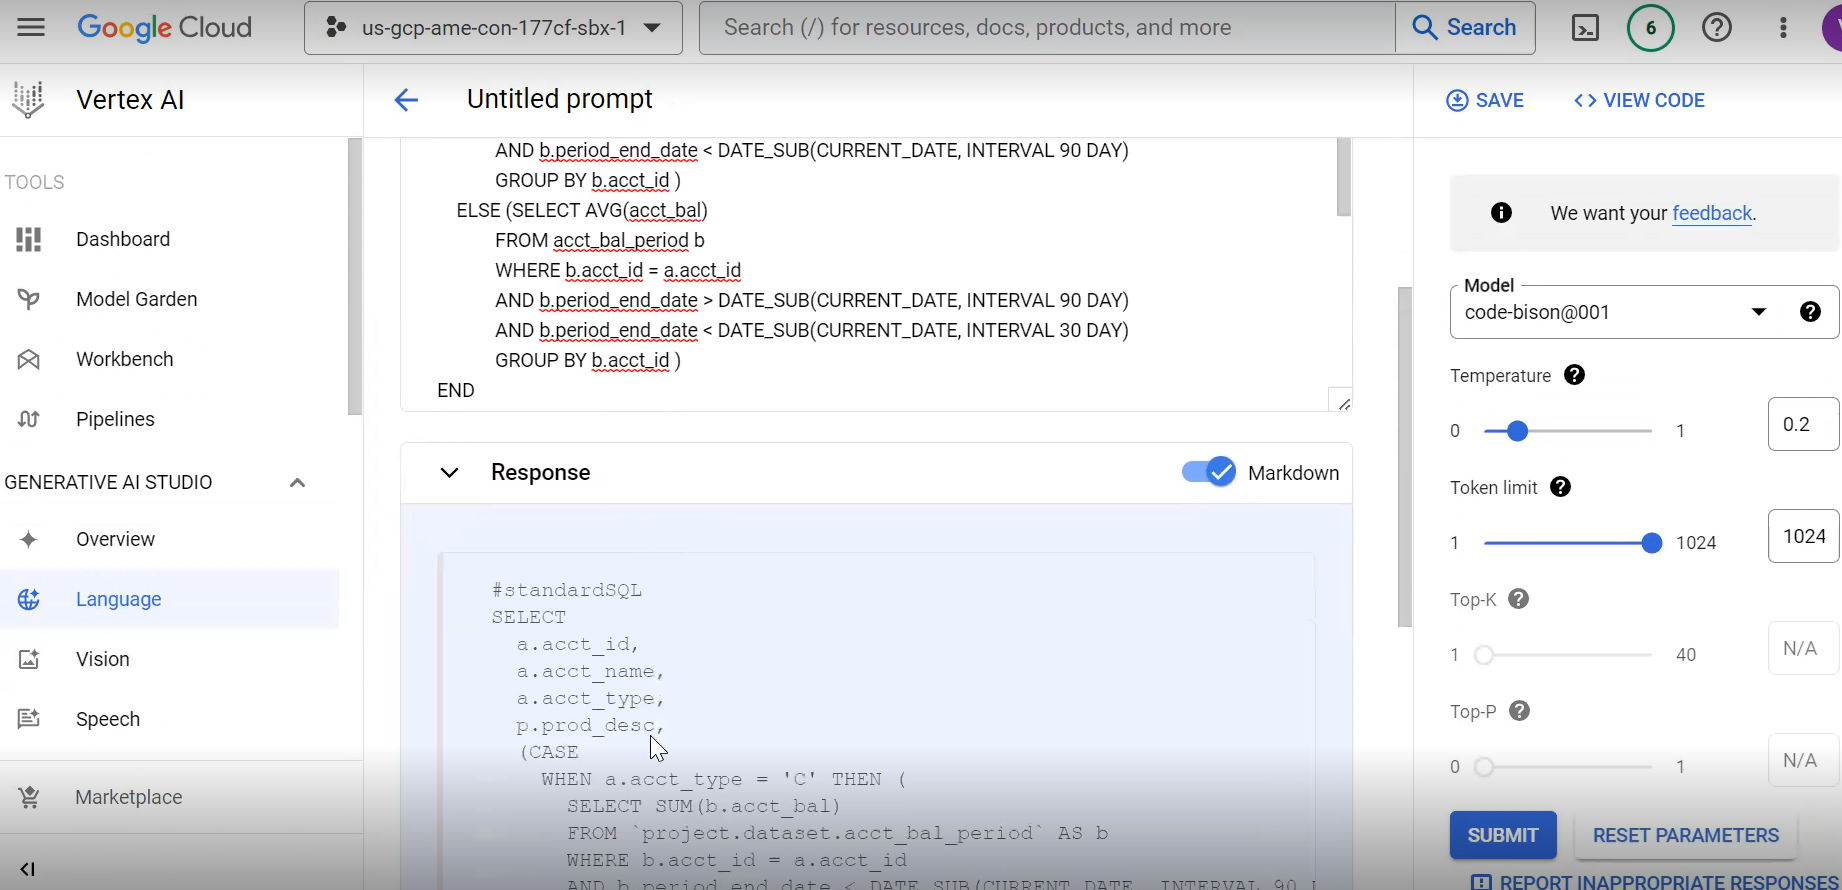 Google Cloud
us-gcp-ame-con-177cf-sbx-1
Search (/) for resources, docs, products, and more
Search
6
Vertex AI
Untitled prompt
SAVE
<> VIEW CODE
TOOLS
Dashboard
Model Garden
Workbench
Pipelines
GENERATIVE AI STUDIO
Overview
Language
Vision
Speech
Marketplace
AND b.period_end_date < DATE_SUB(CURRENT_DATE, INTERVAL 90 DAY)
GROUP BY b.acct_id )
ELSE (SELECT AVG(acct_bal)
FROM acct_bal_period b
WHERE b.acct_id = a.acct_id
AND b.period_end_date > DATE_SUB(CURRENT_DATE, INTERVAL 90 DAY)
AND b.period_end_date < DATE_SUB(CURRENT_DATE, INTERVAL 30 DAY)
GROUP BY b.acct_id )
END
Response
Markdown
#standardSQL
SELECT
a.acct_id,
a.acct_name,
a.acct_type,
p.prod_desc,
(CASE
WHEN a.acct_type = 'C' THEN (
SELECT SUM(b.acct_bal)
FROM `project.dataset.acct_bal_period` AS b
WHERE b.acct_id = a.acct_id
AND b.period_end_date < DATE_SUB(CURRENT_DATE, INTERVAL 90
We want your feedback.
Model
code-bison@001
Temperature
0 1 0.2
Token limit
1 1024 1024
Top-K
1 40 N/A
Top-P
0 1 N/A
SUBMIT
RESET PARAMETERS
REPORT INAPPROPRIATE RESPONSES